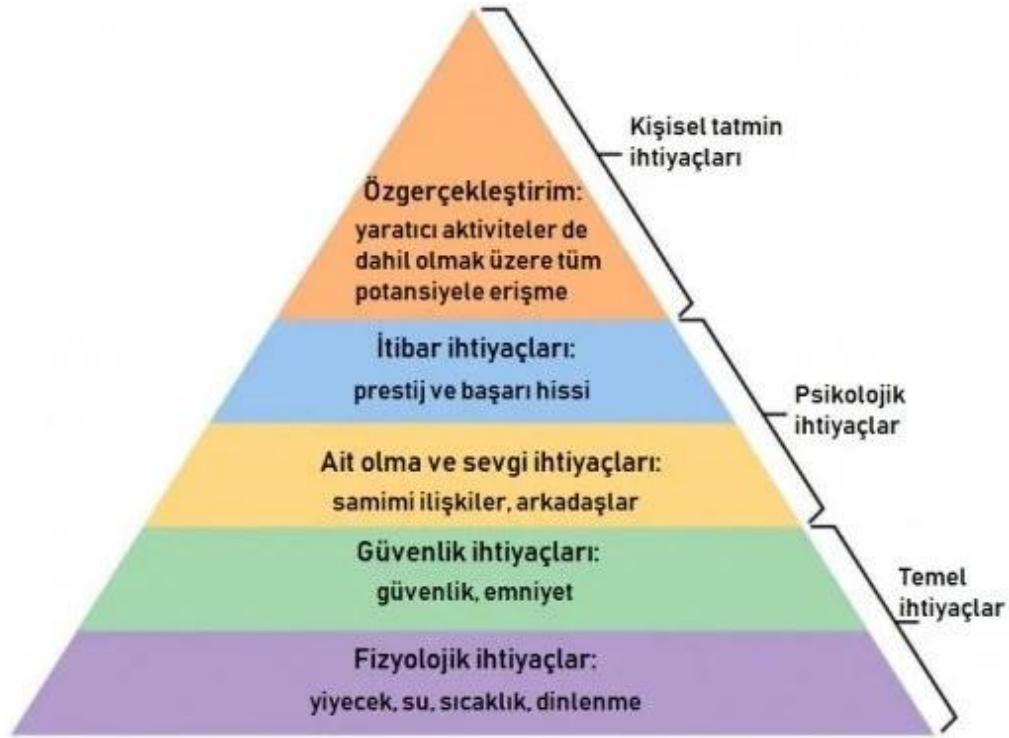 Kişisel tatmin
ihtiyaçları
Özgerçekleştirim:
yaratıcı aktiviteler de
dahil olmak üzere tüm
potansiyele erişme
İtibar ihtiyaçları:
prestij ve başarı hissi
Psikolojik
ihtiyaçlar
Ait olma ve sevgi ihtiyaçları:
samimi ilişkiler, arkadaşlar
Güvenlik ihtiyaçları:
güvenlik, emniyet
Temel
ihtiyaçlar
Fizyolojik ihtiyaçlar:
yiyecek, su, sıcaklık, dinlenme